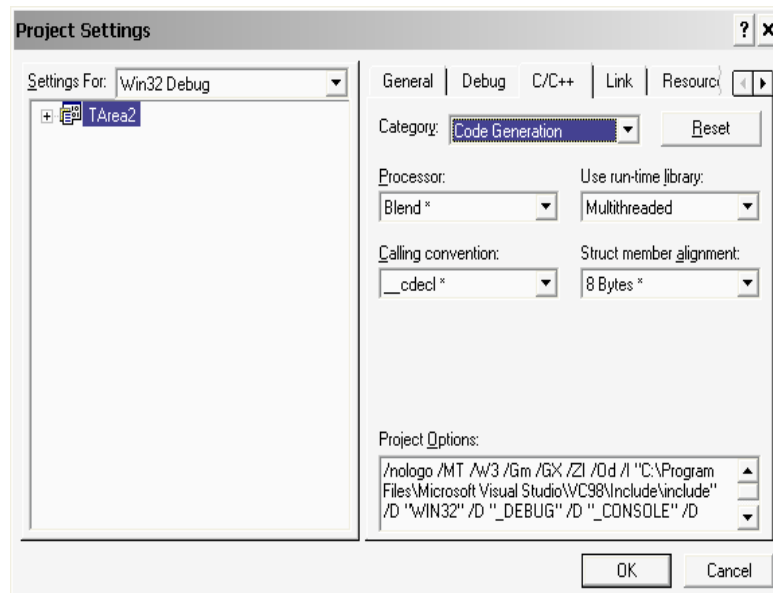 Project Settings
? x
Settings For: Win32 Debug
TArea2
General Debug C/C++ Link
Category: Code Generation Reset
Processor: Use run-time library:
Blend * Multithreaded
Calling convention: Struct member alignment:
__cdecl * 8 Bytes *
Project Options:
/nologo /MT /W3 /Gm /GX /ZI /Od /I "C:\Program
Files\Microsoft Visual Studio\VC98\Include\include"
/D "WIN32" /D "_DEBUG" /D "_CONSOLE" /D
OK Cancel